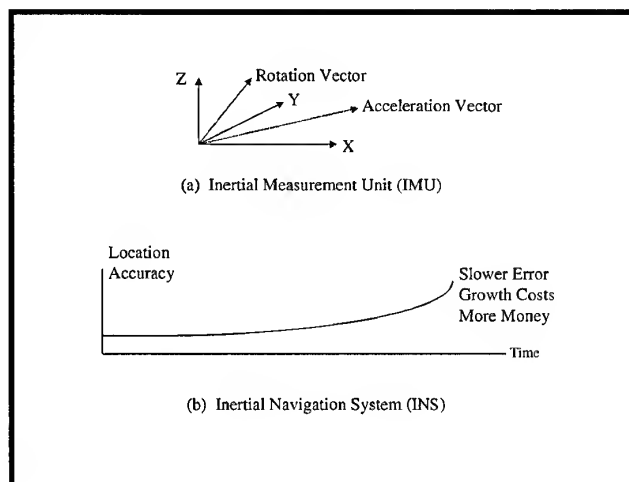 Rotation Vector
Z
Y
Acceleration Vector
X
(a) Inertial Measurement Unit (IMU)
Location
Accuracy
Slower Error
Growth Costs
More Money
Time
(b) Inertial Navigation System (INS)